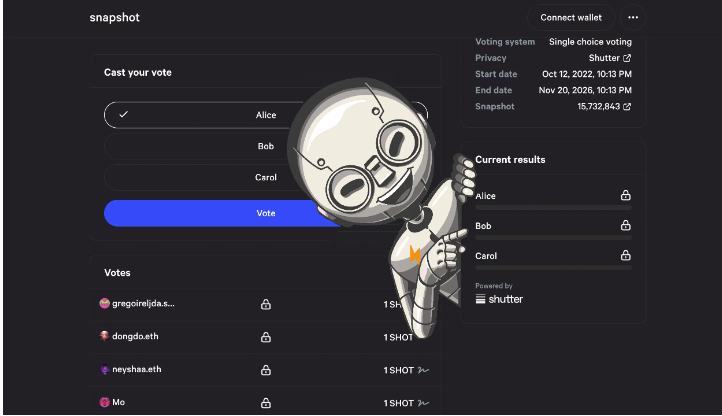 snapshot
Connect wallet
Cast your vote
Alice
Bob
Carol
Vote
Votes
gregoireljda.s...
1 SH
dongdo.eth
1 SHOT
neyshaa.eth
1 SHOT
Mo
1 SHOT
Voting system Single choice voting
Privacy Shutter
Start date Oct 12, 2022, 10:13 PM
End date Nov 20, 2026, 10:13 PM
Snapshot 15,732,843
Current results
Alice
Bob
Carol
Powered by
shutter